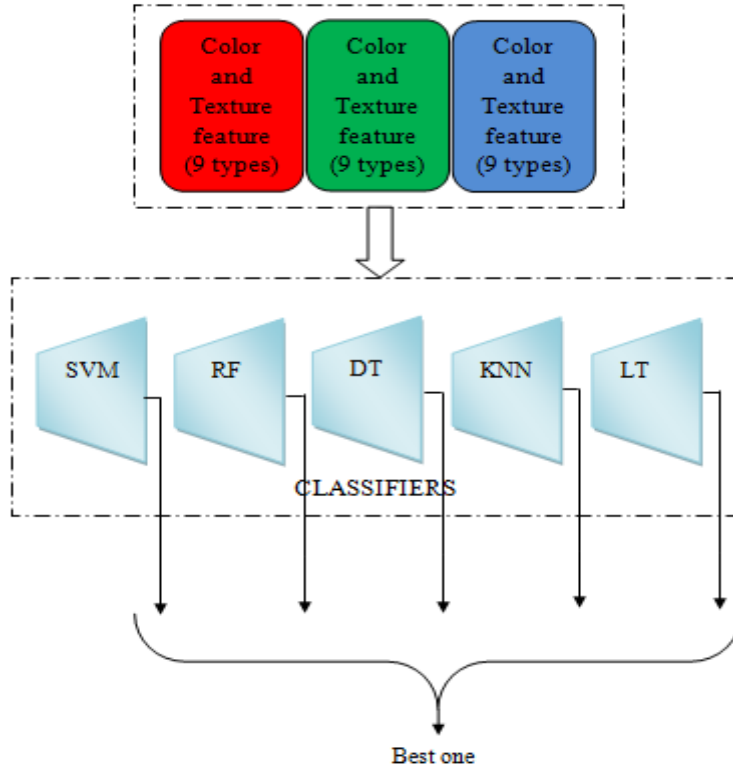 Color
and
Texture
feature
(9 types)
Color
and
Texture
feature
(9 types)
Color
and
Texture
feature
(9 types)
SVM
RF
DT
KNN
LT
CLASSIFIERS
Best one